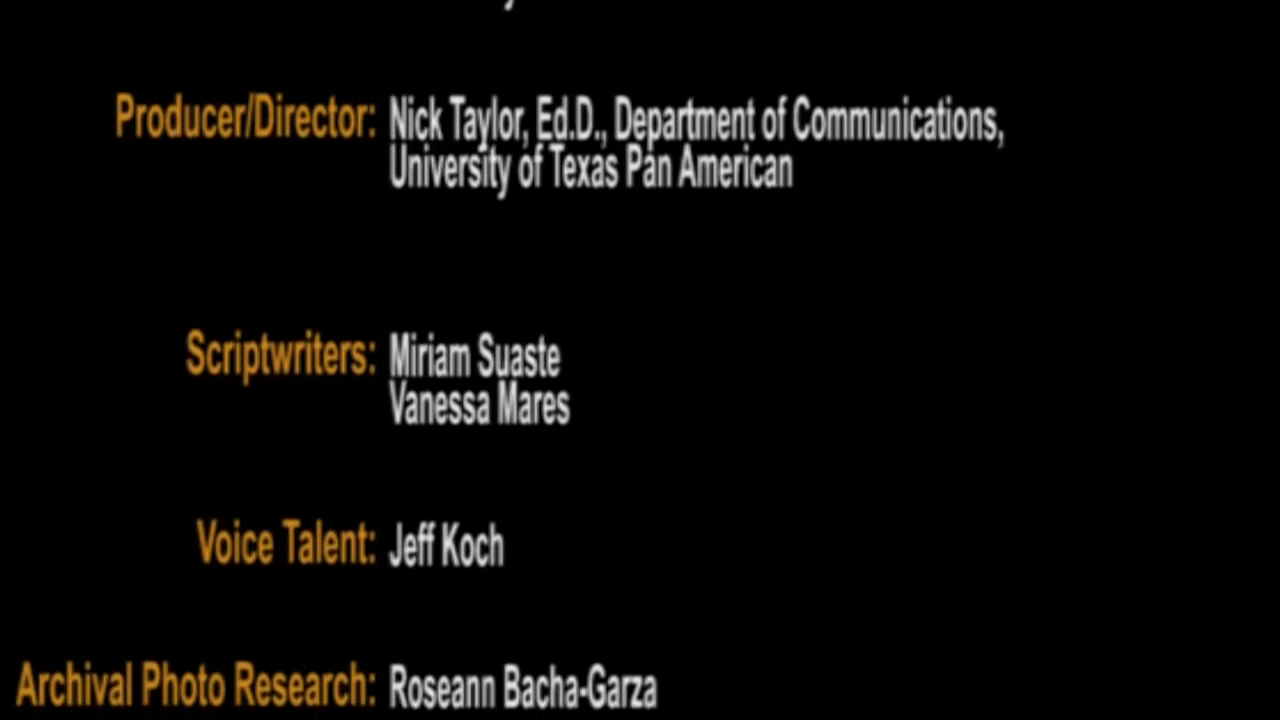 Producer/Director: Nick Taylor, Ed.D., Department of Communications,
University of Texas Pan American
Scriptwriters: Miriam Suaste
Vanessa Mares
Voice Talent: Jeff Koch
Archival Photo Research: Roseann Bacha-Garza